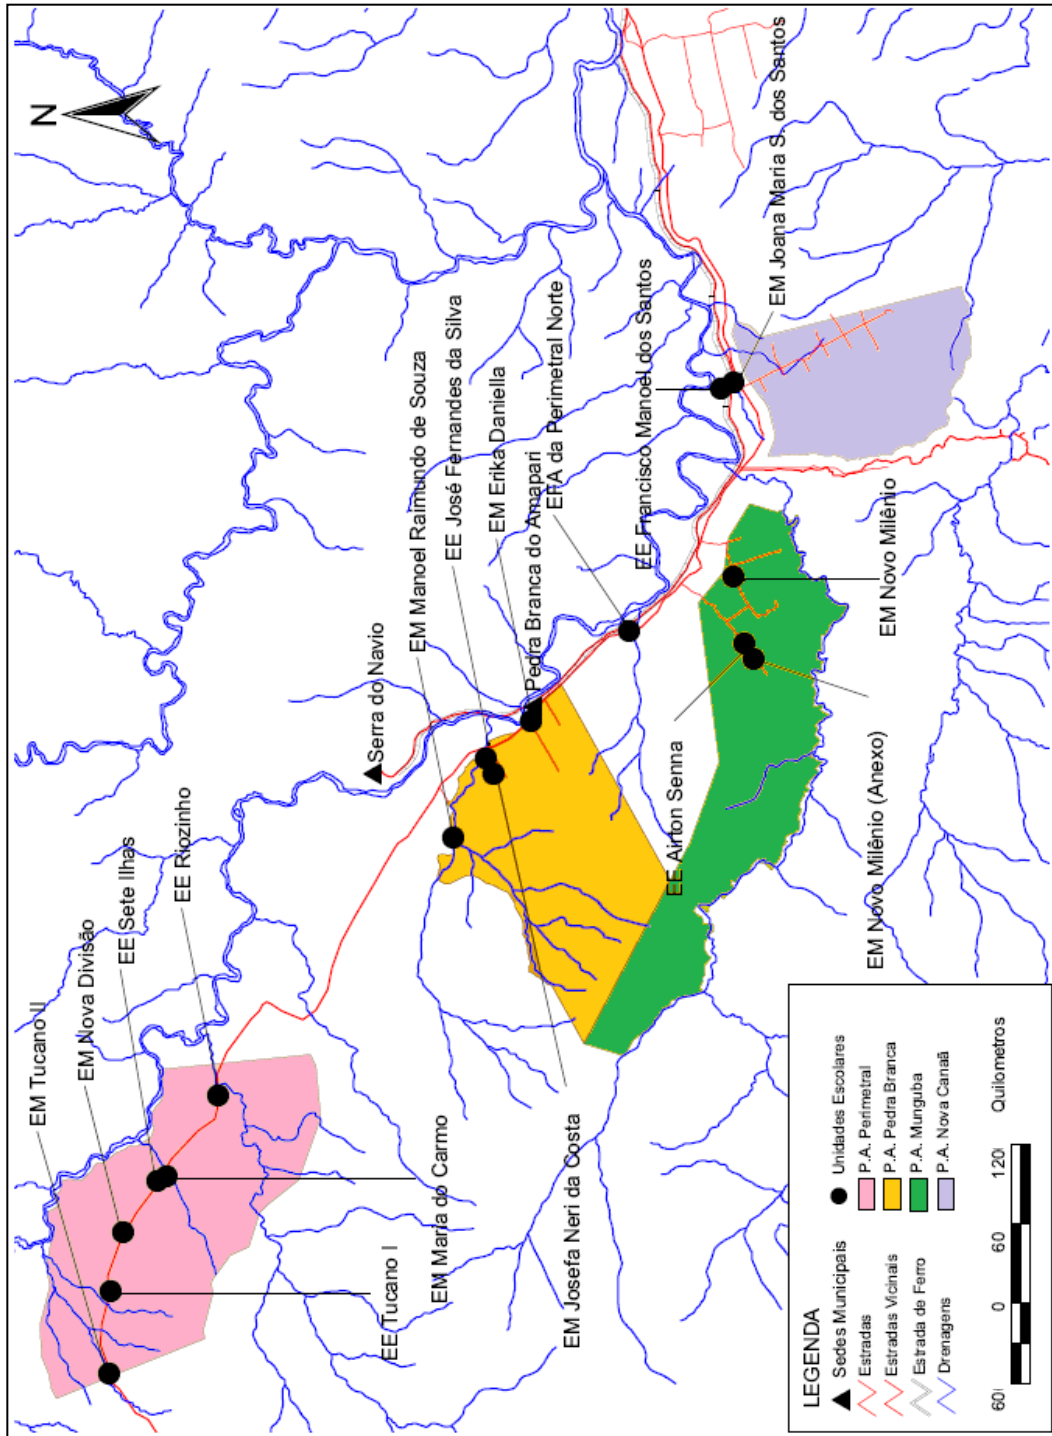 N
EM Tucano II
EM Nova Divisão
EE Sete Ilhas
EE Riozinho
Serra do Navio
EM Manoel Raimundo de Souza
EE José Fernandes da Silva
EM Erika Daniella
Pedra Branca do Amapari
EFA da Perimetral Norte
EE Francisco Manoel dos Santos
EM Joana Maria S. dos Santos
EE Tucano I
EM Maria do Carmo
EM Josefa Neri da Costa
EE Airton Senna
EM Novo Milênio (Anexo)
EM Novo Milênio
LEGENDA
Sedes Municipais
Estradas
Estradas Vicinais
Estrada de Ferro
Drenagens
Unidades Escolares
P.A. Perimetral
P.A. Pedra Branca
P.A. Munguba
P.A. Nova Canaã
60 0 60 120 Quilometros